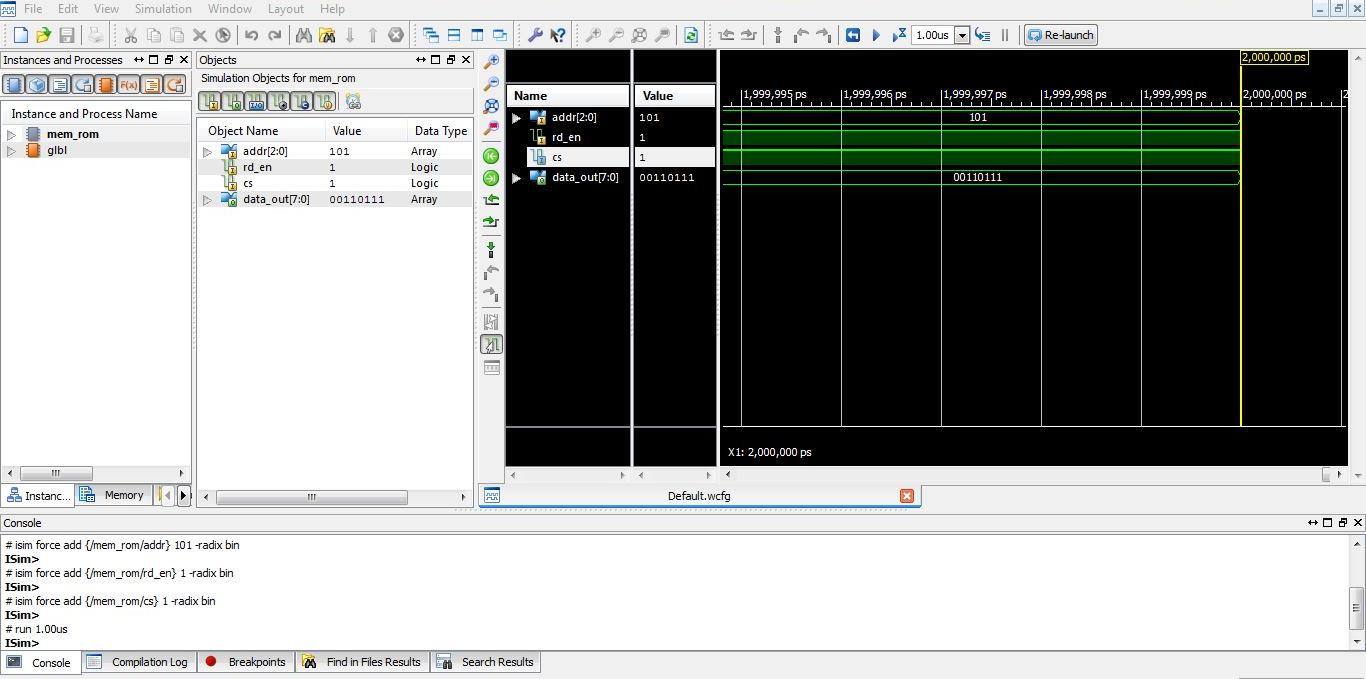 File Edit View Simulation Window Layout Help
1.00us Re-launch
Instances and Processes
Instance and Process Name
mem_rom
glbl
Instanc... Memory
Objects
Simulation Objects for mem_rom
Object Name Value Data Type
addr[2:0] 101 Array
rd_en 1 Logic
cs 1 Logic
data_out[7:0] 00110111 Array
2,000,000 ps
Name Value
1,999,995 ps 1,999,996 ps 1,999,997 ps 1,999,998 ps 1,999,999 ps 2,000,000 ps 2
addr[2:0] 101 101
rd_en 1
cs 1
data_out[7:0] 00110111 00110111
X1: 2,000,000 ps
Default.wcfg
Console
# isim force add {/mem_rom/addr} 101 -radix bin
ISim>
# isim force add {/mem_rom/rd_en} 1 -radix bin
ISim>
# isim force add {/mem_rom/cs} 1 -radix bin
ISim>
# run 1.00us
ISim>
Console Compilation Log Breakpoints Find in Files Results Search Results